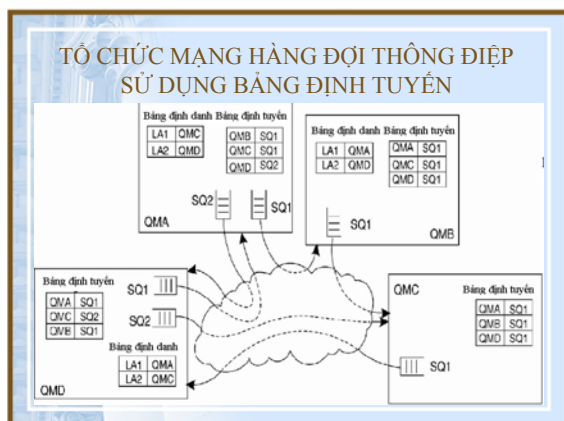 TỔ CHỨC MẠNG HÀNG ĐỢI THÔNG ĐIỆP
SỬ DỤNG BẢNG ĐỊNH TUYẾN
Bảng định danh Bảng định tuyến
LA1 QMC
LA2 QMD
QMB SQ1
QMC SQ1
QMD SQ2
SQ2
SQ1
QMA
Bảng định danh Bảng định tuyến
LA1 QMA
LA2 QMD
QMA SQ1
QMC SQ1
QMD SQ1
SQ1
QMB
Bảng định tuyến
QMA SQ1
QMC SQ2
QMB SQ1
SQ1
SQ2
Bảng định danh
LA1 QMA
LA2 QMC
QMD
QMC
Bảng định tuyến
QMA SQ1
QMB SQ1
QMD SQ1
SQ1